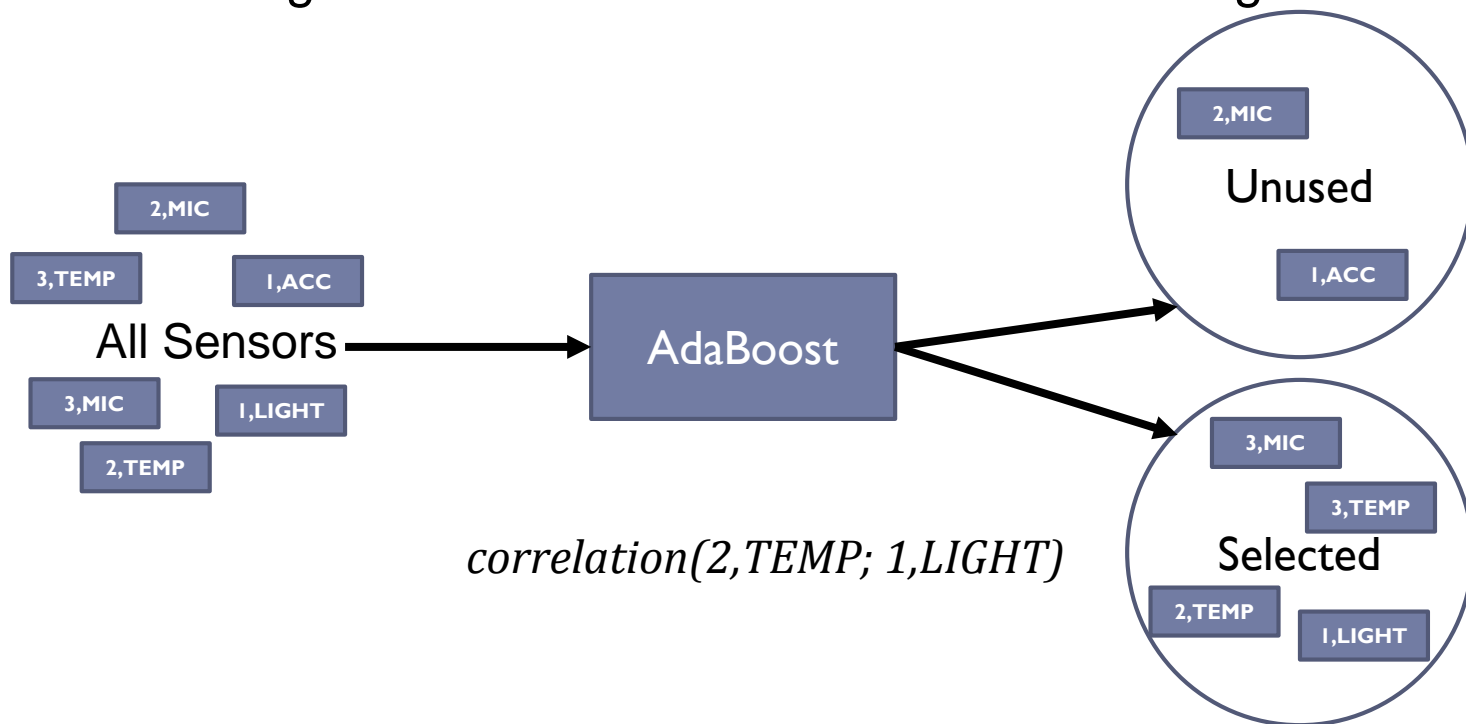 2,MIC
3,TEMP
1,ACC
All Sensors
3,MIC
1,LIGHT
2,TEMP
AdaBoost
correlation(2,TEMP; 1,LIGHT)
2,MIC
Unused
1,ACC
3,MIC
3,TEMP
Selected
2,TEMP
1,LIGHT